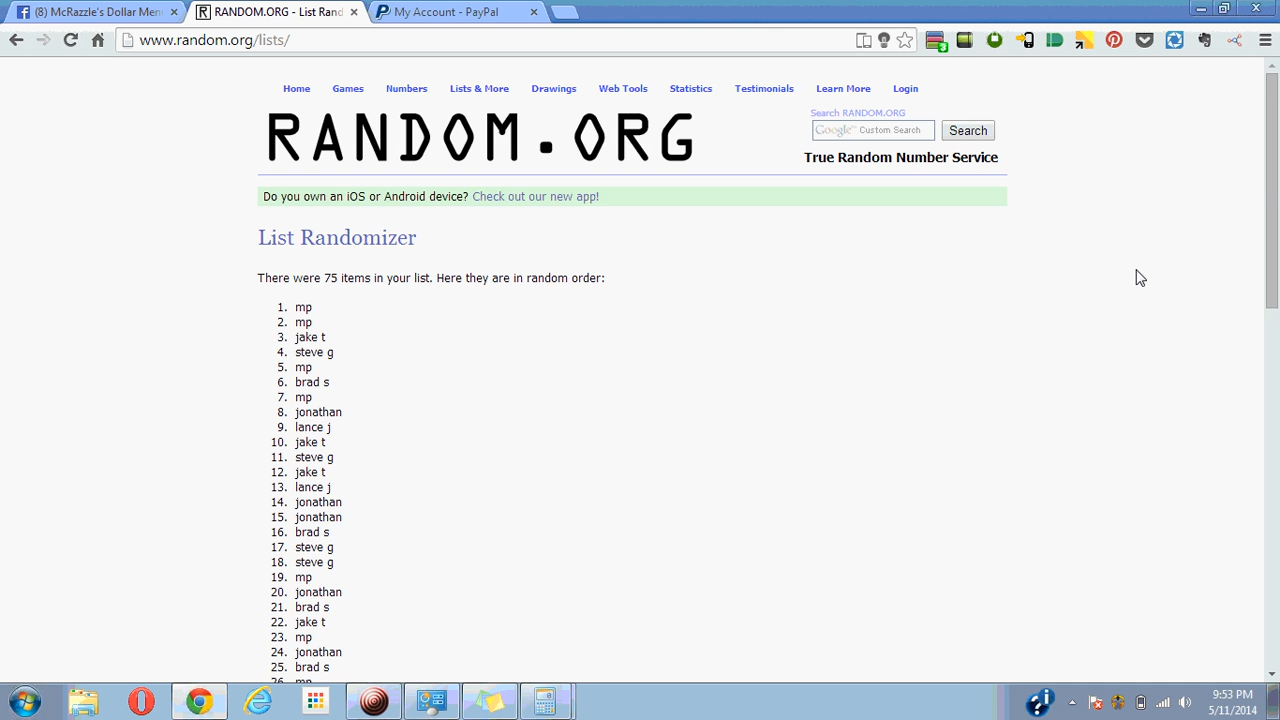 (8) McRazzle's Dollar Men
RANDOM.ORG - List Rand
My Account - PayPal
www.random.org/lists/
Home Games Numbers Lists & More Drawings Web Tools Statistics Testimonials Learn More Login
RANDOM.ORG
Search RANDOM.ORG
Google™ Custom Search Search
True Random Number Service
Do you own an iOS or Android device? Check out our new app!
List Randomizer
There were 75 items in your list. Here they are in random order:
1. mp
2. mp
3. jake t
4. steve g
5. mp
6. brad s
7. mp
8. jonathan
9. lance j
10. jake t
11. steve g
12. jake t
13. lance j
14. jonathan
15. jonathan
16. brad s
17. steve g
18. steve g
19. mp
20. jonathan
21. brad s
22. jake t
23. mp
24. jonathan
25. brad s
26. mp
9:53 PM
5/11/2014